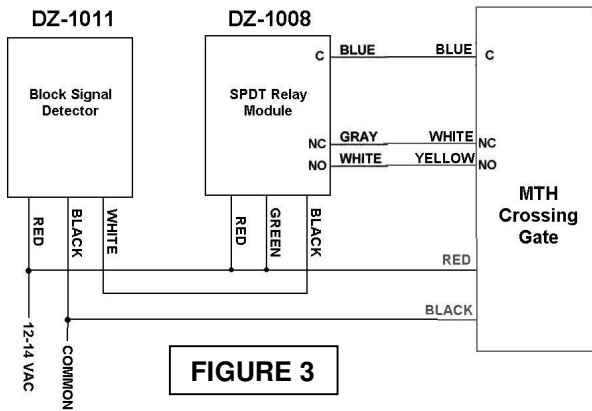 DZ-1011
DZ-1008
Block Signal
Detector
SPDT Relay
Module
C
BLUE
BLUE
C
NC
GRAY
WHITE
NC
NO
WHITE
YELLOW
NO
MTH
Crossing
Gate
RED
BLACK
WHITE
RED
GREEN
BLACK
RED
BLACK
12-14 VAC
COMMON
FIGURE 3